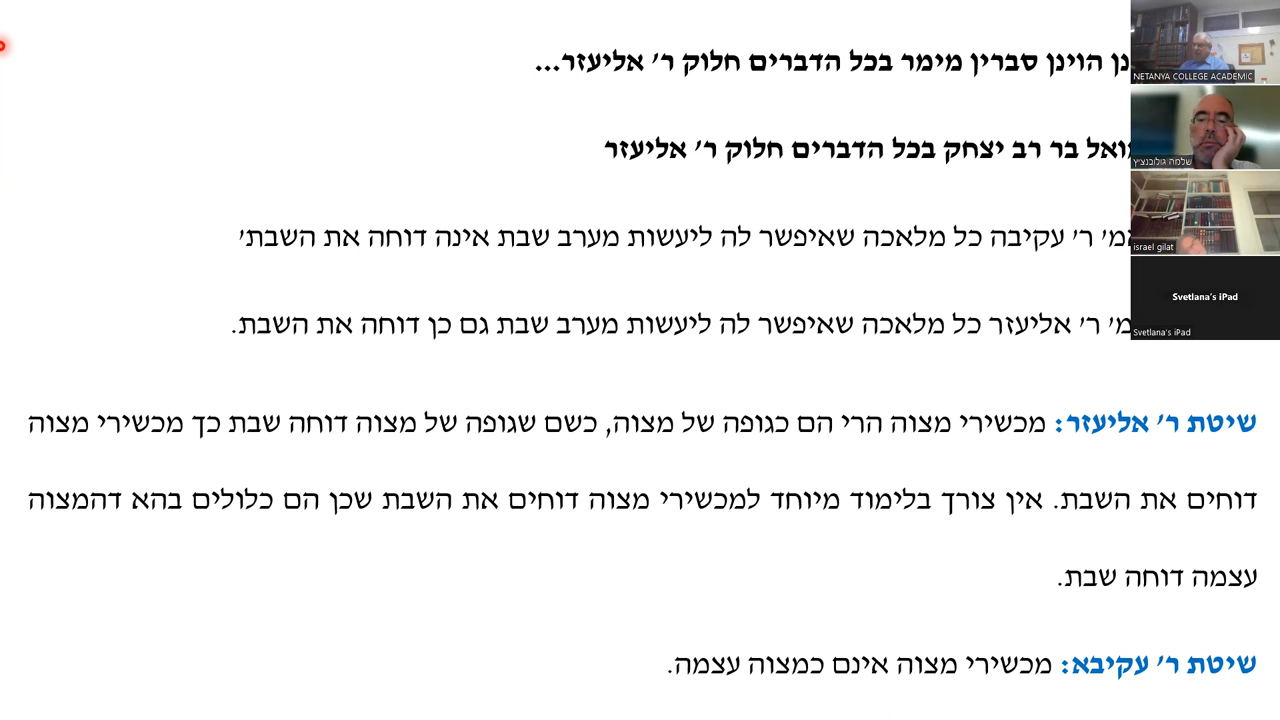 הוינן סברין מימר בכל הדברים חלוק ר׳ אליעזר...
בר רב יצחק בכל הדברים חלוק ר׳ אליעזר
ר׳ עקיבה כל מלאכה שאיפשר לה ליעשות מערב שבת אינה דוחה את השבת׳
ר׳ אליעזר כל מלאכה שאיפשר לה ליעשות מערב שבת גם כן דוחה את השבת.
שיטת ר׳ אליעזר: מכשירי מצוה הרי הם כגופה של מצוה, כשם שגופה של מצוה דוחה שבת כך מכשירי מצוה
דוחים את השבת. אין צורך בלימוד מיוחד למכשירי מצוה דוחים את השבת שכן הם כלולים בהא דהמצוה
עצמה דוחה שבת.
שיטת ר׳ עקיבא: מכשירי מצוה אינם כמצוה עצמה.
NETANYA COLLEGE ACADEMIC
שלמה גולובנציץ
israel gilat
Svetlana's iPad
Svetlana's iPad